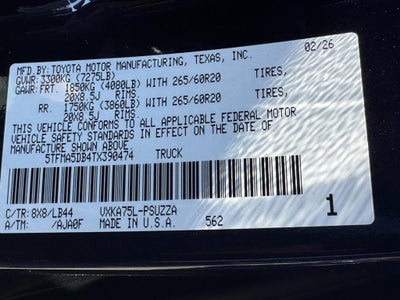 MFD.BY: TOYOTA MOTOR MANUFACTURING, TEXAS, INC. 02/26
GVWR: 3300KG (7275LB)
GAWR: FRT. 1850KG (4080LB) WITH 265/60R20 TIRES,
20X8.5J RIMS.
RR. 1750KG (3860LB) WITH 265/60R20 TIRES,
20X8.5J RIMS.
THIS VEHICLE CONFORMS TO ALL APPLICABLE FEDERAL MOTOR
VEHICLE SAFETY STANDARDS IN EFFECT ON THE DATE OF
MANUFACTURE SHOWN ABOVE.
5TFMA5DB4TX390474 TRUCK
C/TR: 8X8/LB44 VXKA75L-PSUZZA
A/TM: /AJA0F MADE IN U.S.A. 562 1